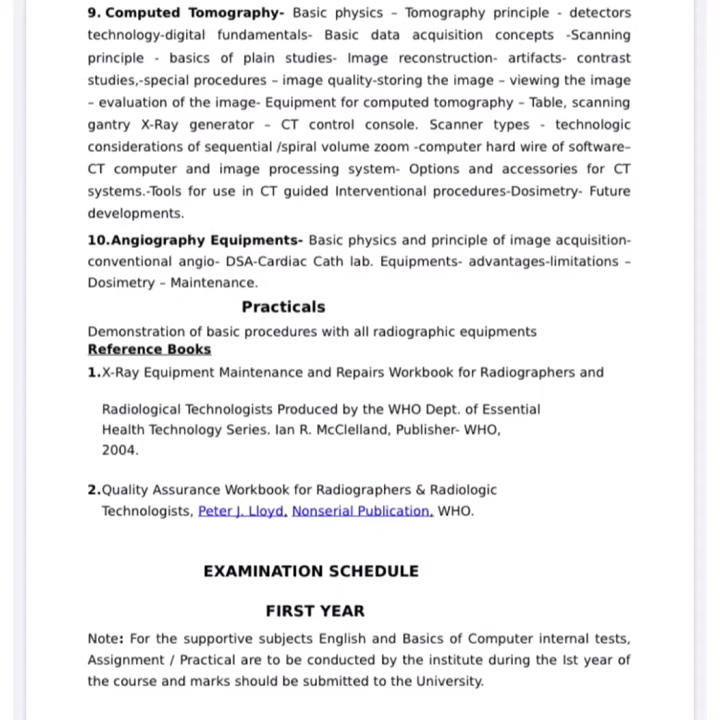 9. Computed Tomography- Basic physics – Tomography principle - detectors
technology-digital fundamentals- Basic data acquisition concepts -Scanning
principle - basics of plain studies- Image reconstruction- artifacts- contrast
studies,-special procedures – image quality-storing the image – viewing the image
– evaluation of the image- Equipment for computed tomography – Table, scanning
gantry X-Ray generator – CT control console. Scanner types - technologic
considerations of sequential /spiral volume zoom -computer hard wire of software–
CT computer and image processing system- Options and accessories for CT
systems.-Tools for use in CT guided Interventional procedures-Dosimetry- Future
developments.
10.Angiography Equipments- Basic physics and principle of image acquisition-
conventional angio- DSA-Cardiac Cath lab. Equipments- advantages-limitations –
Dosimetry – Maintenance.
Practicals
Demonstration of basic procedures with all radiographic equipments
Reference Books
1.X-Ray Equipment Maintenance and Repairs Workbook for Radiographers and
Radiological Technologists Produced by the WHO Dept. of Essential
Health Technology Series. Ian R. McClelland, Publisher- WHO,
2004.
2.Quality Assurance Workbook for Radiographers & Radiologic
Technologists, Peter J. Lloyd, Nonserial Publication, WHO.
EXAMINATION SCHEDULE
FIRST YEAR
Note: For the supportive subjects English and Basics of Computer internal tests,
Assignment / Practical are to be conducted by the institute during the Ist year of
the course and marks should be submitted to the University.